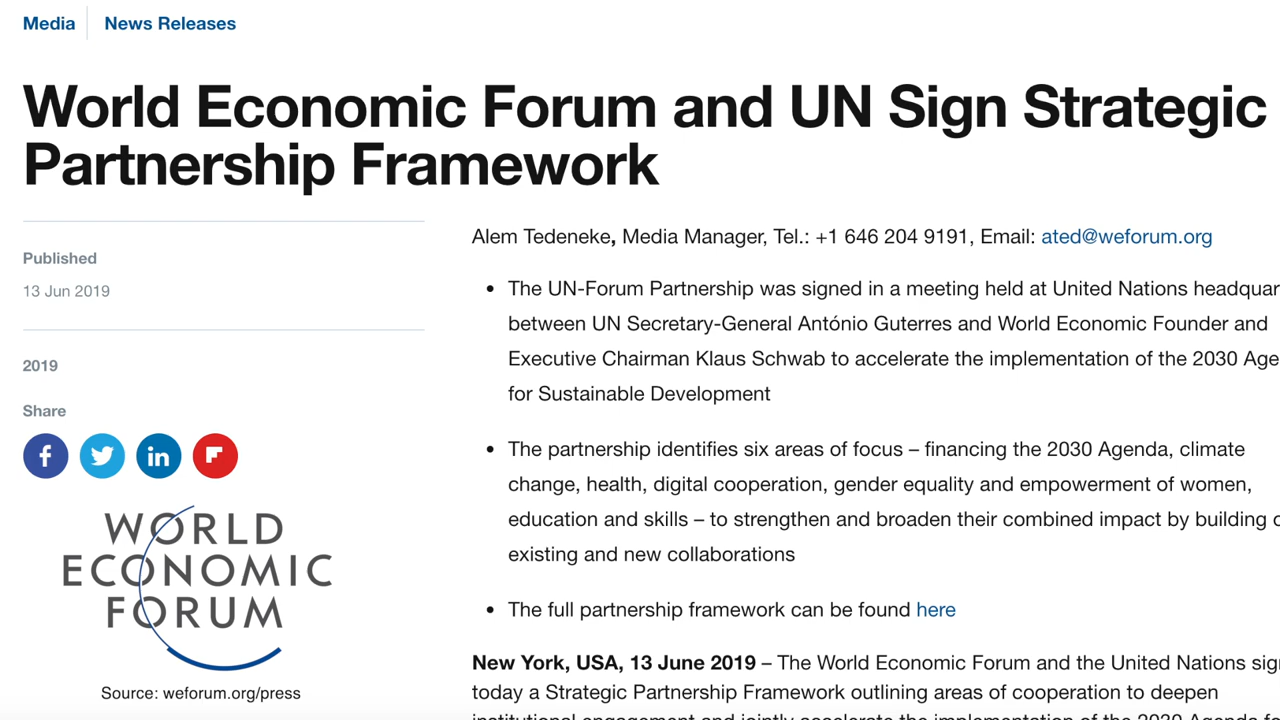 Media
News Releases
World Economic Forum and UN Sign Strategic
Partnership Framework
Published
13 Jun 2019
2019
Share
WORLD
ECONOMIC
FORUM
Source: weforum.org/press
Alem Tedeneke, Media Manager, Tel.: +1 646 204 9191, Email: ated@weforum.org
• The UN-Forum Partnership was signed in a meeting held at United Nations
between UN Secretary-General António Guterres and World Economic Founder and
Executive Chairman Klaus Schwab to accelerate the implementation of the 2030
for Sustainable Development
• The partnership identifies six areas of focus – financing the 2030 Agenda, climate
change, health, digital cooperation, gender equality and empowerment of women,
education and skills – to strengthen and broaden their combined impact by building
existing and new collaborations
• The full partnership framework can be found here
New York, USA, 13 June 2019 – The World Economic Forum and the United Nations
today a Strategic Partnership Framework outlining areas of cooperation to deepen